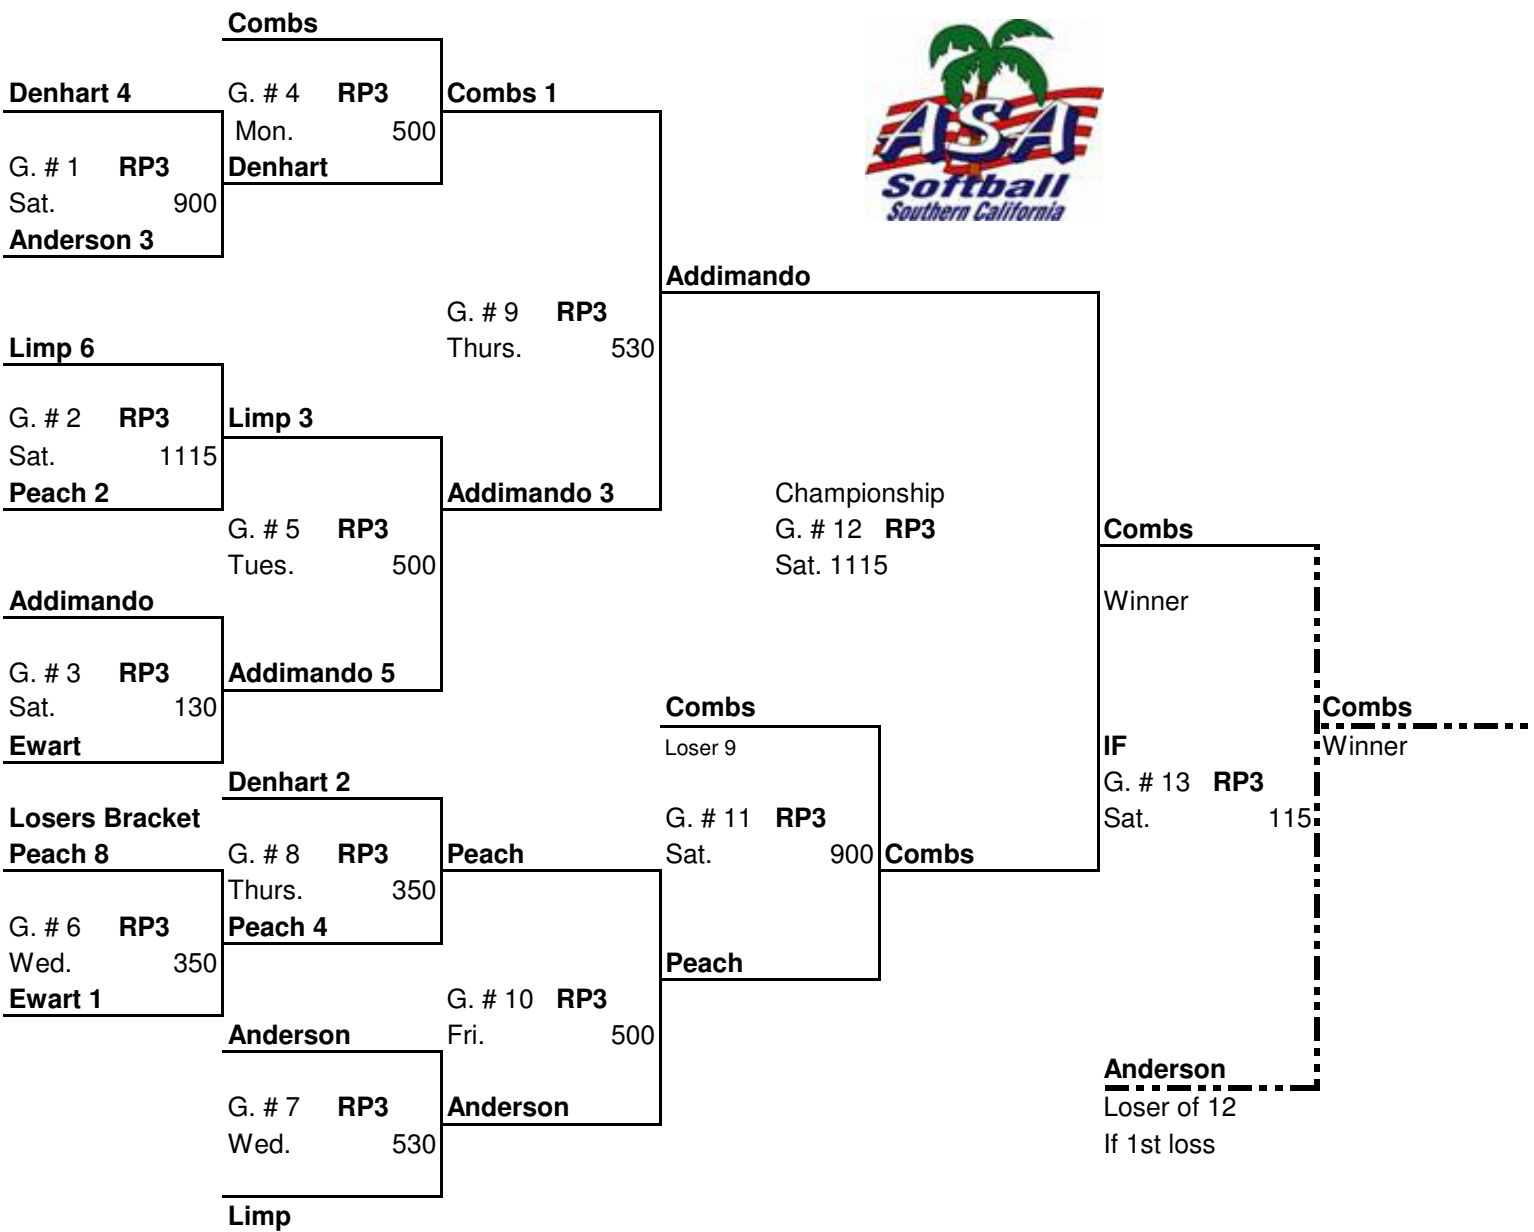 Combs
Denhart 4
G. # 4 RP3
Combs 1
Mon. 500
G. # 1 RP3
Denhart
Sat. 900
Anderson 3
ASA
Softball
Southern California
Addimando
G. # 9 RP3
Limp 6
Thurs. 530
G. # 2 RP3
Limp 3
Sat. 1115
Peach 2
Addimando 3
Championship
G. # 5 RP3
G. # 12 RP3
Combs
Tues. 500
Sat. 1115
Addimando
Winner
G. # 3 RP3
Addimando 5
Sat. 130
Combs
Combs
Ewart
Loser 9
IF
Winner
Denhart 2
G. # 13 RP3
Losers Bracket
G. # 11 RP3
Sat. 115
Peach 8
G. # 8 RP3
Peach
Sat. 900
Combs
Thurs. 350
G. # 6 RP3
Peach 4
Wed. 350
Peach
Ewart 1
G. # 10 RP3
Anderson
Fri. 500
Anderson
G. # 7 RP3
Anderson
Loser of 12
Wed. 530
If 1st loss
Limp